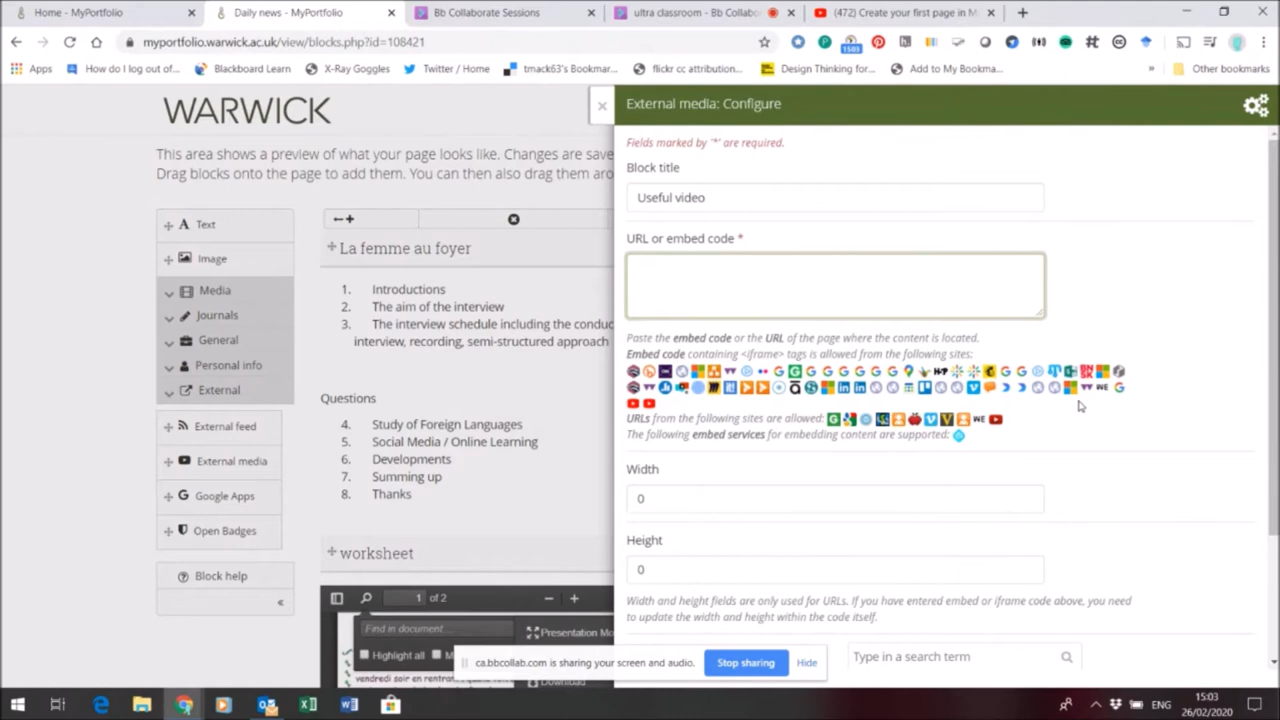 Home - MyPortfolio
Daily news - MyPortfolio
Bb Collaborate Sessions
ultra classroom - Bb Collabo
(472) Create your first page in M
myportfolio.warwick.ac.uk/view/blocks.php?id=108421
1503
Apps
How do I log out of...
Blackboard Learn
X-Ray Goggles
Twitter / Home
tmack63's Bookmar...
flickr cc attribution...
Design Thinking for...
Add to My Bookma...
»
Other bookmarks
WARWICK
This area shows a preview of what your page looks like. Changes are save
Drag blocks onto the page to add them. You can then also drag them arou
Text
Image
Media
Journals
General
Personal info
External
External feed
External media
Google Apps
Open Badges
Block help
«
La femme au foyer
1. Introductions
2. The aim of the interview
3. The interview schedule including the conduc
interview, recording, semi-structured approach
Questions
4. Study of Foreign Languages
5. Social Media / Online Learning
6. Developments
7. Summing up
8. Thanks
worksheet
1 of 2
Find in document...
Presentation Mo
Highlight all
M
Download
vendredi soir en rentran
External media: Configure
Fields marked by '*' are required.
Block title
Useful video
URL or embed code *
Paste the embed code or the URL of the page where the content is located.
Embed code containing <iframe> tags is allowed from the following sites:
URLs from the following sites are allowed:
The following embed services for embedding content are supported:
Width
0
Height
0
Width and height fields are only used for URLs. If you have entered embed or iframe code above, you need
to update the width and height within the code itself.
Type in a search term
ca.bbcollab.com is sharing your screen and audio.
Stop sharing
Hide
ENG
15:03
26/02/2020